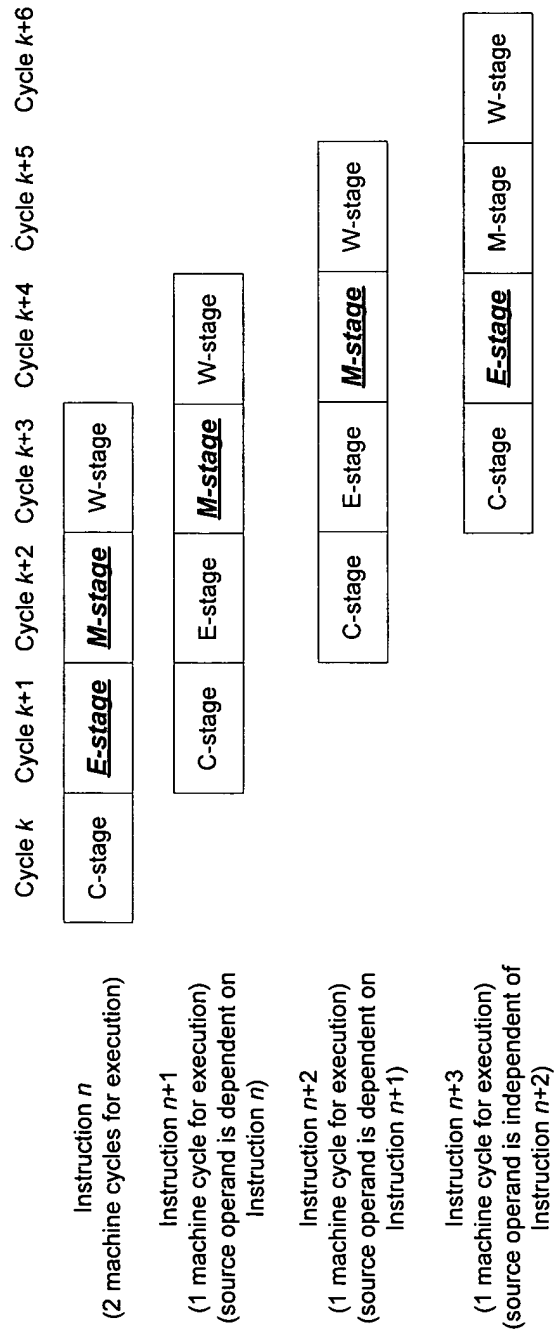 Cycle k
Cycle k+1
Cycle k+2
Cycle k+3
Cycle k+4
Cycle k+5
Cycle k+6
Instruction n
(2 machine cycles for execution)
C-stage
E-stage
M-stage
W-stage
Instruction n+1
(1 machine cycle for execution)
(source operand is dependent on
Instruction n)
C-stage
E-stage
M-stage
W-stage
Instruction n+2
(1 machine cycle for execution)
(source operand is dependent on
Instruction n+1)
C-stage
E-stage
M-stage
W-stage
Instruction n+3
(1 machine cycle for execution)
(source operand is independent of
Instruction n+2)
C-stage
E-stage
M-stage
W-stage